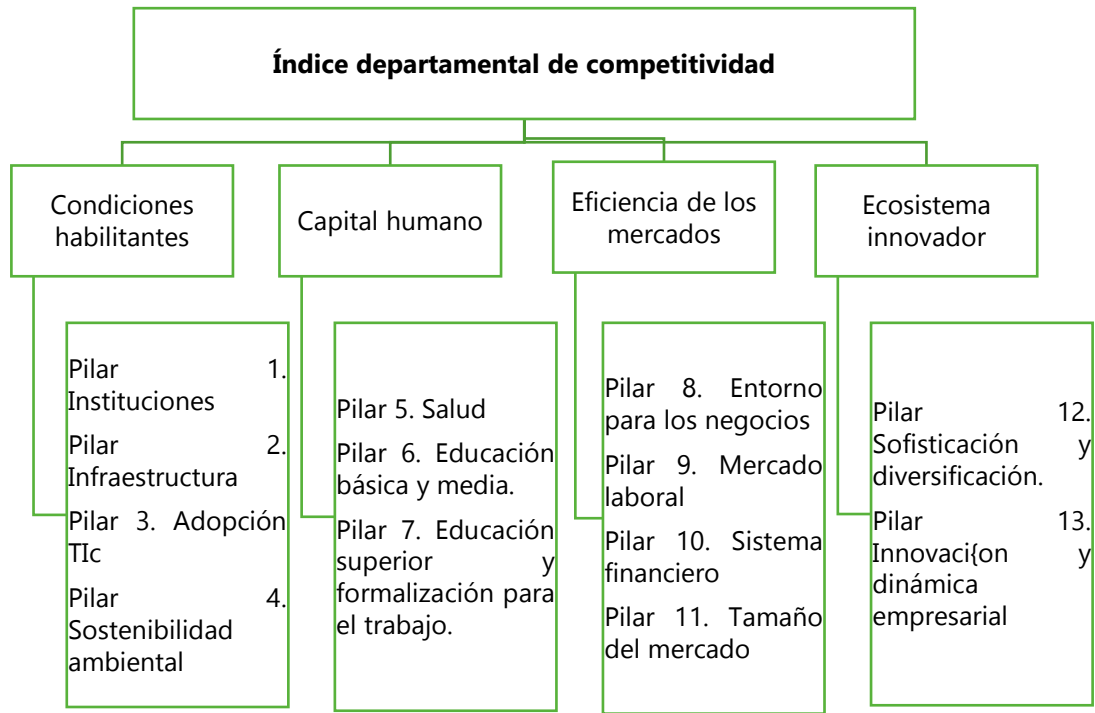 Índice departamental de competitividad
Condiciones
habilitantes
Capital humano
Eficiencia de los
mercados
Ecosistema
innovador
Pilar 1.
Instituciones
Pilar 2.
Infraestructura
Pilar 3. Adopción
TIc
Pilar 4.
Sostenibilidad
ambiental
Pilar 5. Salud
Pilar 6. Educación
básica y media.
Pilar 7. Educación
superior y
formalización para
el trabajo.
Pilar 8. Entorno
para los negocios
Pilar 9. Mercado
laboral
Pilar 10. Sistema
financiero
Pilar 11. Tamaño
del mercado
Pilar 12.
Sofisticación y
diversificación.
Pilar 13.
Innovaci{on y
dinámica
empresarial